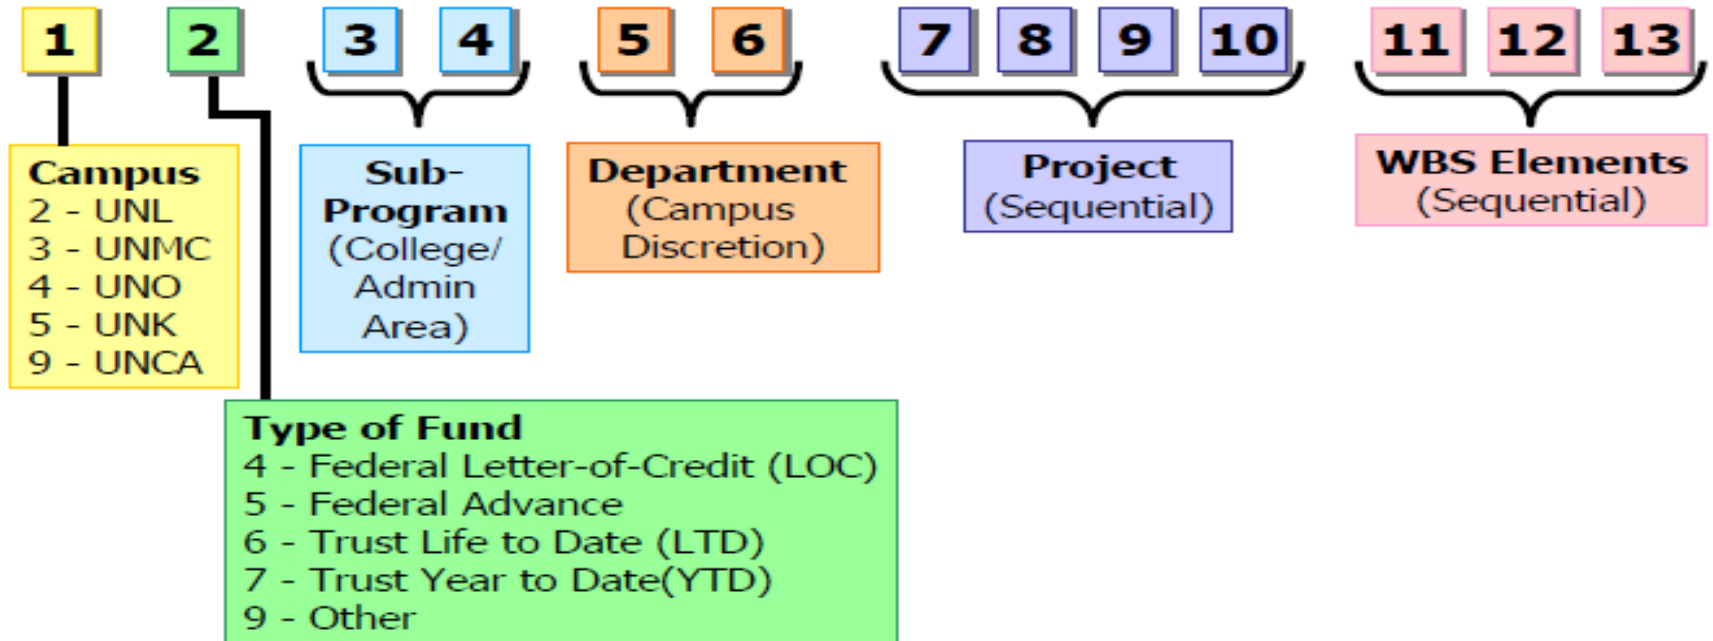 1 2 3 4 5 6 7 8 9 10 11 12 13
Campus
2 - UNL
3 - UNMC
4 - UNO
5 - UNK
9 - UNCA
Sub-
Program
(College/
Admin
Area)
Department
(Campus
Discretion)
Project
(Sequential)
WBS Elements
(Sequential)
Type of Fund
4 - Federal Letter-of-Credit (LOC)
5 - Federal Advance
6 - Trust Life to Date (LTD)
7 - Trust Year to Date(YTD)
9 - Other